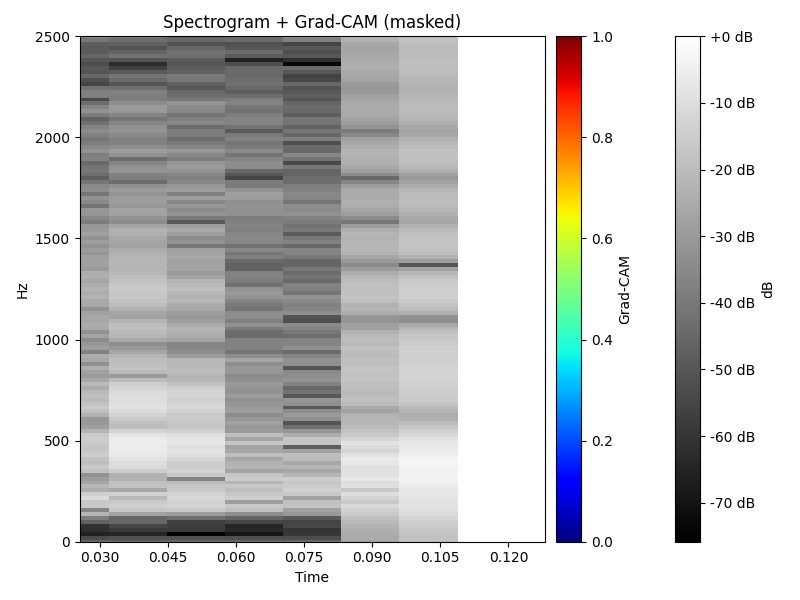 Spectrogram + Grad-CAM (masked)
2500
2000
1500
1000
500
0
Hz
0.030
0.045
0.060
0.075
0.090
0.105
0.120
Time
1.0
0.8
0.6
0.4
0.2
0.0
Grad-CAM
+0 dB
-10 dB
-20 dB
-30 dB
-40 dB
-50 dB
-60 dB
-70 dB
dB